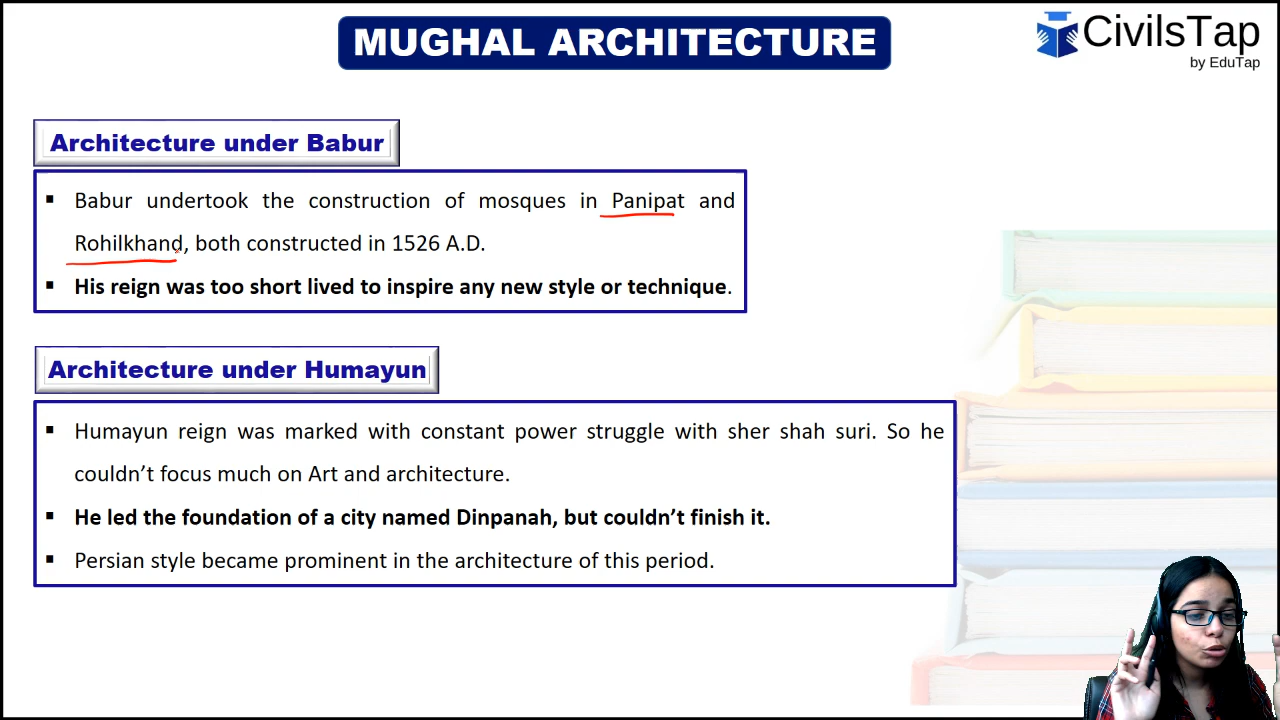 MUGHAL ARCHITECTURE
CivilsTap
by EduTap
Architecture under Babur
▪ Babur undertook the construction of mosques in Panipat and
Rohilkhand, both constructed in 1526 A.D.
▪ His reign was too short lived to inspire any new style or technique.
Architecture under Humayun
▪ Humayun reign was marked with constant power struggle with sher shah suri. So he
couldn’t focus much on Art and architecture.
▪ He led the foundation of a city named Dinpanah, but couldn’t finish it.
▪ Persian style became prominent in the architecture of this period.